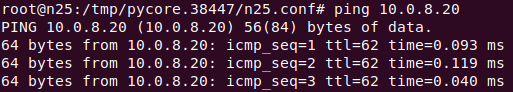 root@n25:/tmp/pycore.38447/n25.conf# ping 10.0.8.20
PING 10.0.8.20 (10.0.8.20) 56(84) bytes of data.
64 bytes from 10.0.8.20: icmp_seq=1 ttl=62 time=0.093 ms
64 bytes from 10.0.8.20: icmp_seq=2 ttl=62 time=0.119 ms
64 bytes from 10.0.8.20: icmp_seq=3 ttl=62 time=0.040 ms